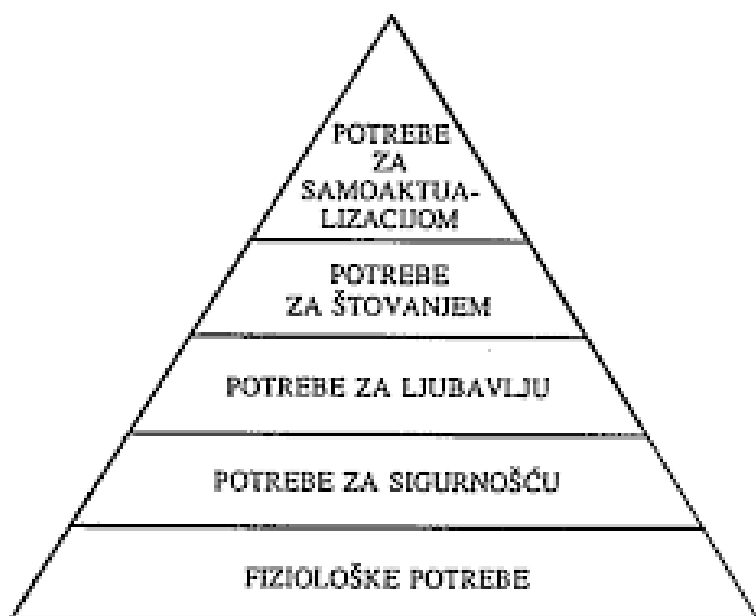 POTREBE
ZA
SAMOAKTUA-
LIZACIJOM
POTREBE
ZA ŠTOVANJEM
POTREBE ZA LJUBAVLJU
POTREBE ZA SIGURNOŠĆU
FIZIOLOŠKE POTREBE